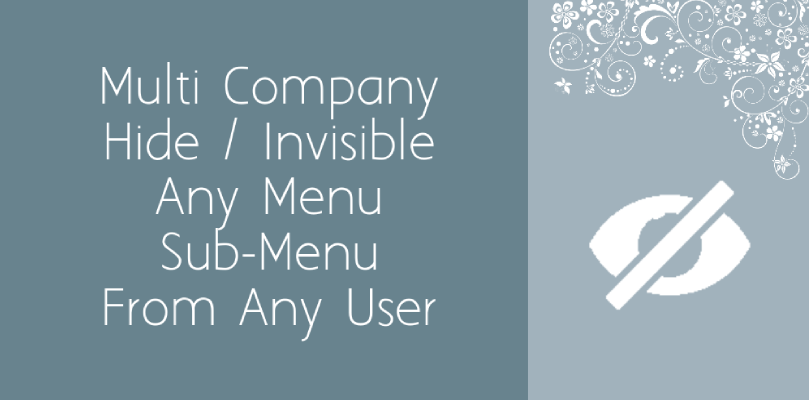 Multi Company
Hide / Invisible
Any Menu
Sub-Menu
From Any User